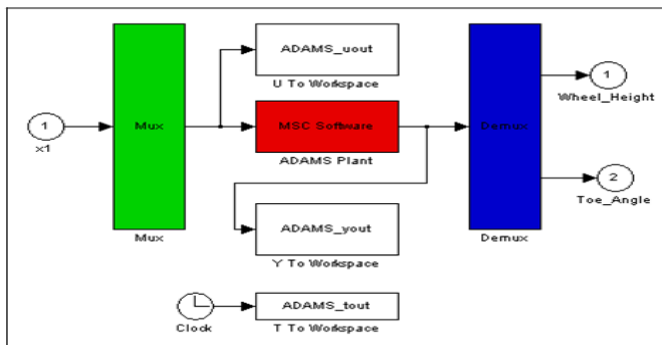 ADAMS_uout
U To Workspace
1
x1
Mux
Mux
MSC Software
ADAMS Plant
Demux
Demux
1
Wheel_Height
2
Toe_Angle
ADAMS_yout
Y To Workspace
Clock
ADAMS_tout
T To Workspace